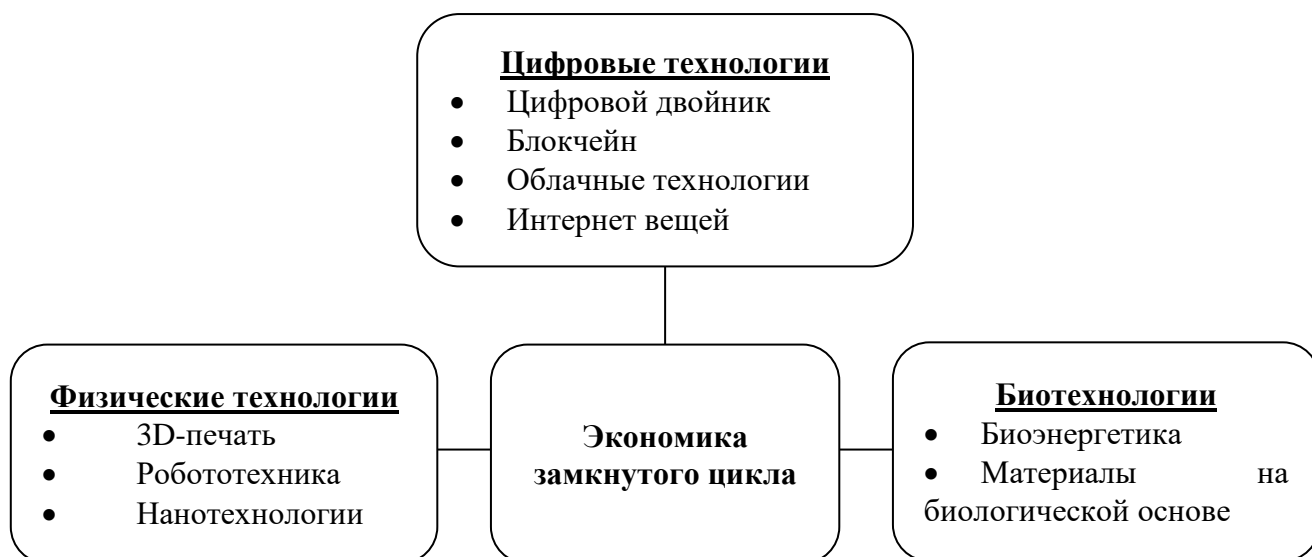 Цифровые технологии
• Цифровой двойник
• Блокчейн
• Облачные технологии
• Интернет вещей
Физические технологии
• 3D-печать
• Робототехника
• Нанотехнологии
Экономика
замкнутого цикла
Биотехнологии
• Биоэнергетика
• Материалы на
биологической основе